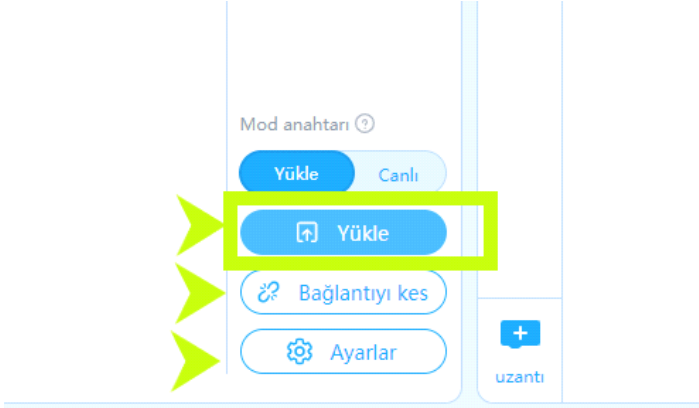 Mod anahtarı ?
Yükle Canlı
Yükle
Bağlantıyı kes
Ayarlar
uzantı